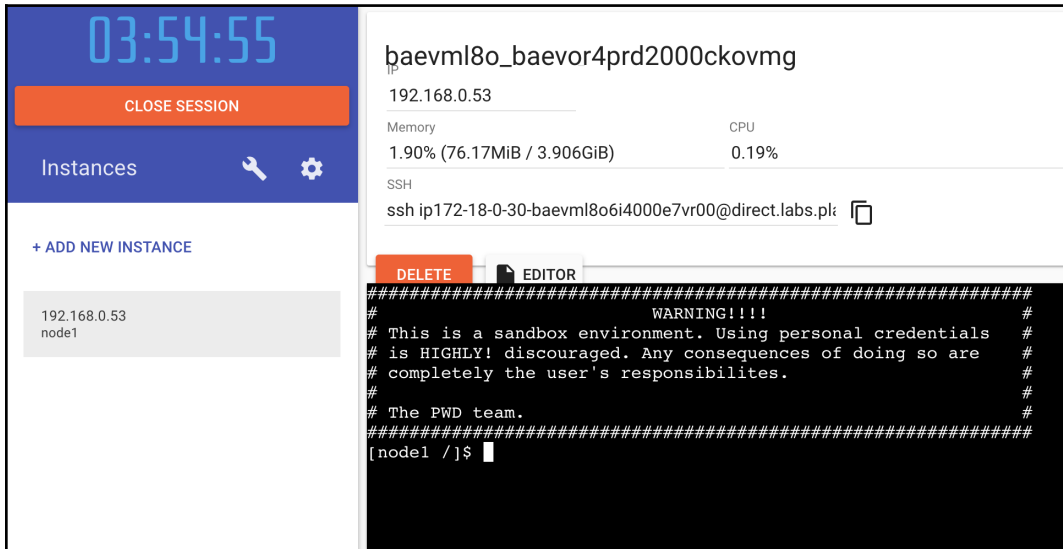 03:54:55
CLOSE SESSION
Instances
+ ADD NEW INSTANCE
192.168.0.53
node1
baevml8o_baevor4prd2000ckovmg
IP
192.168.0.53
Memory
CPU
1.90% (76.17MiB / 3.906GiB)
0.19%
SSH
ssh ip172-18-0-30-baevml8o6i4000e7vr00@direct.labs.pla
DELETE
EDITOR
###############################################################
#                          WARNING!!!!                        #
# This is a sandbox environment. Using personal credentials   #
# is HIGHLY! discouraged. Any consequences of doing so are    #
# completely the user's responsibilites.                      #
#                                                             #
# The PWD team.                                               #
###############################################################
[node1 /]$